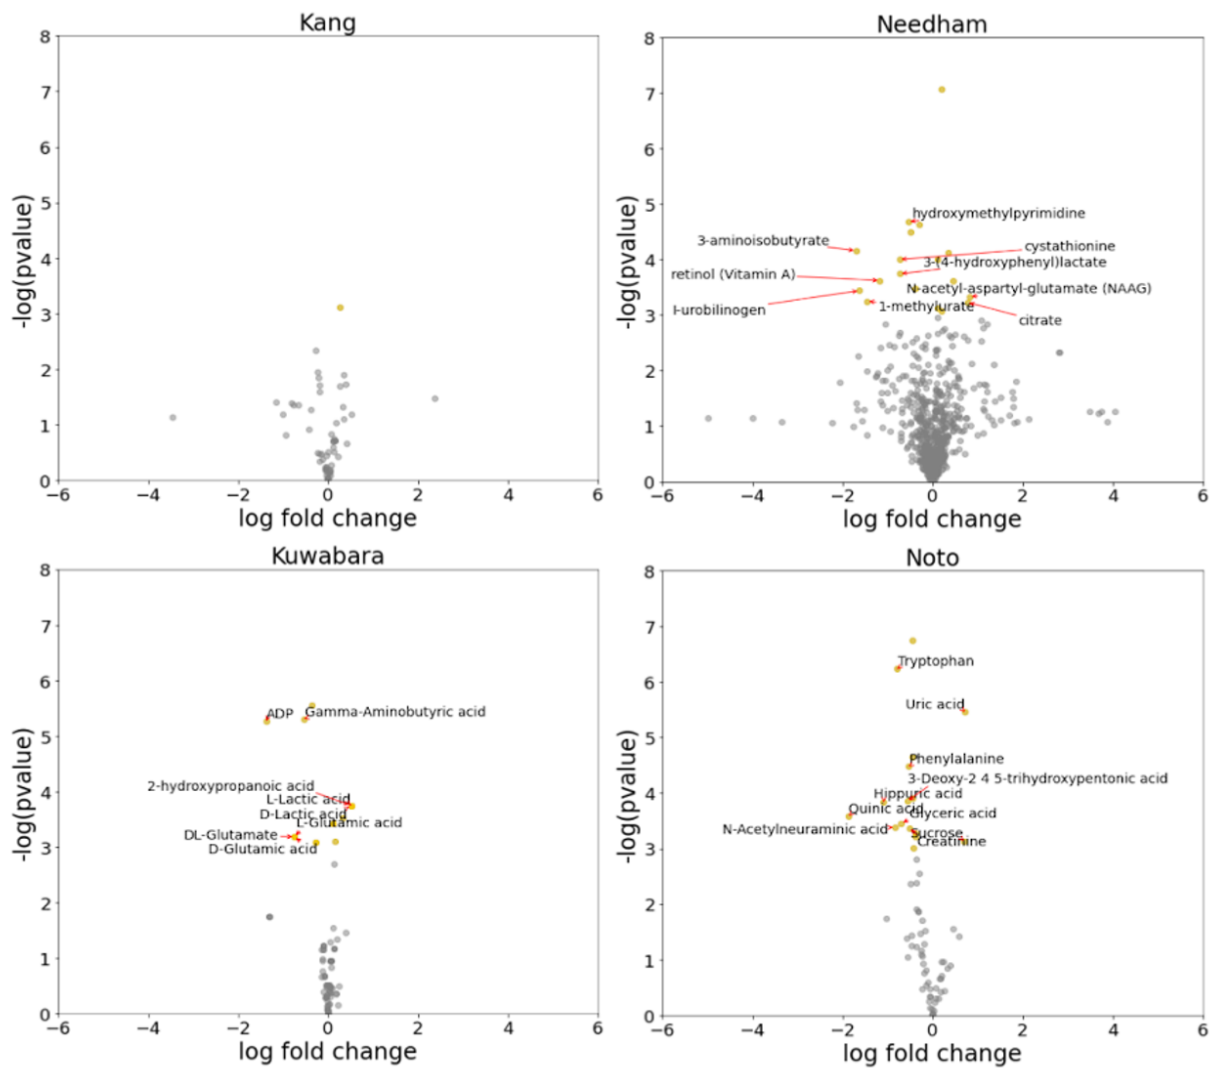 Kang
8
7
6
5
4
3
2
1
0
-log(pvalue)
−6 −4 −2 0 2 4 6
log fold change
Needham
8
7
6
5
4
3
2
1
0
-log(pvalue)
hydroxymethylpyrimidine
3-aminoisobutyrate
cystathionine
3-(4-hydroxyphenyl)lactate
retinol (Vitamin A)
N-acetyl-aspartyl-glutamate (NAAG)
I-urobilinogen
1-methylurate
citrate
−6 −4 −2 0 2 4 6
log fold change
Kuwabara
8
7
6
5
4
3
2
1
0
-log(pvalue)
ADP
Gamma-Aminobutyric acid
2-hydroxypropanoic acid
L-Lactic acid
D-Lactic acid
L-Glutamic acid
DL-Glutamate
D-Glutamic acid
−6 −4 −2 0 2 4 6
log fold change
Noto
8
7
6
5
4
3
2
1
0
-log(pvalue)
Tryptophan
Uric acid
Phenylalanine
3-Deoxy-2 4 5-trihydroxypentonic acid
Hippuric acid
Quinic acid
Glyceric acid
N-Acetylneuraminic acid
Sucrose
Creatinine
−6 −4 −2 0 2 4 6
log fold change